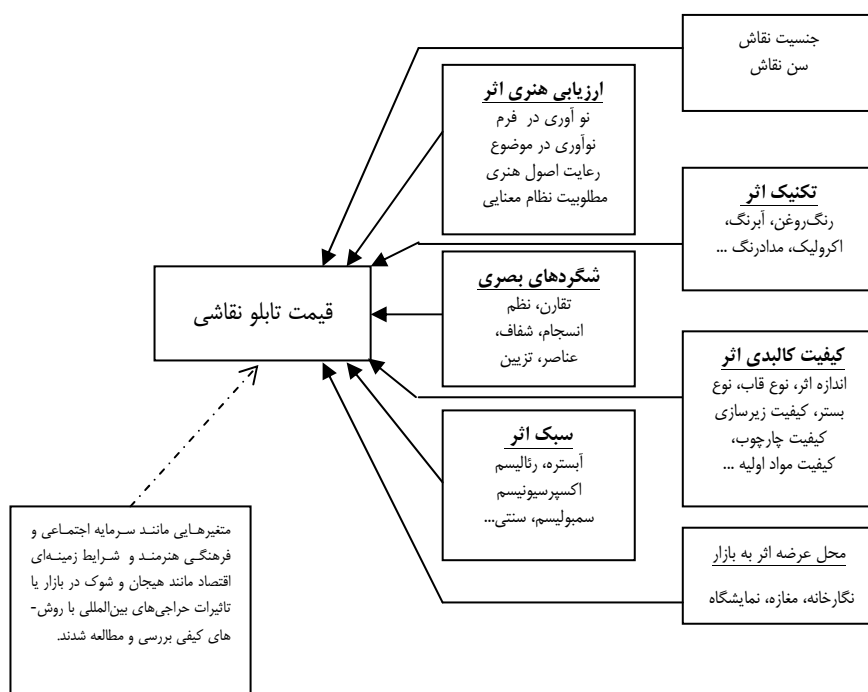 جنسیت نقاش
سن نقاش
ارزیابی هنری اثر
نو آوری در فرم
نوآوری در موضوع
رعایت اصول هنری
مطلوبیت نظام معنایی
تکنیک اثر
رنگ‌روغن، آبرنگ،
اکرولیک، مدادرنگ ...
شگردهای بصری
تقارن، نظم
انسجام، شفاف،
عناصر، تزیین
قیمت تابلو نقاشی
کیفیت کالبدی اثر
اندازه اثر، نوع قاب، نوع
بستر، کیفیت زیرسازی
کیفیت چارچوب،
کیفیت مواد اولیه ...
سبک اثر
آبستره، رئالیسم
اکسپرسیونیسم
سمبولیسم، سنتی...
محل عرضه اثر به بازار
نگارخانه، مغازه، نمایشگاه
متغیرهایی مانند سرمایه اجتماعی و
فرهنگی هنرمند و شرایط زمینه‌ای
اقتصاد مانند هیجان و شوک در بازار یا
تاثیرات حراجی‌های بین‌المللی با روش-
های کیفی بررسی و مطالعه شدند.